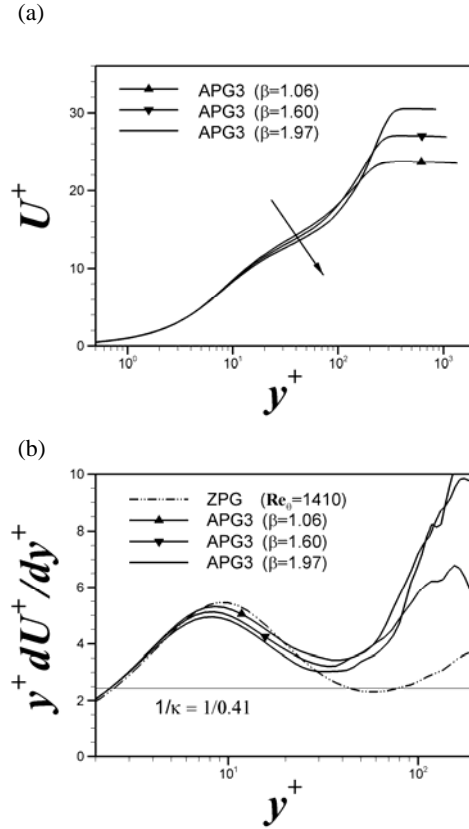 (a)
APG3 (β=1.06)
APG3 (β=1.60)
APG3 (β=1.97)
30
20
10
0
U⁺
10⁰ 10¹ 10² 10³
y⁺
(b)
10
8
6
4
2
0
ZPG (Reθ=1410)
APG3 (β=1.06)
APG3 (β=1.60)
APG3 (β=1.97)
y⁺dU⁺/dy⁺
1/κ = 1/0.41
10¹ 10²
y⁺